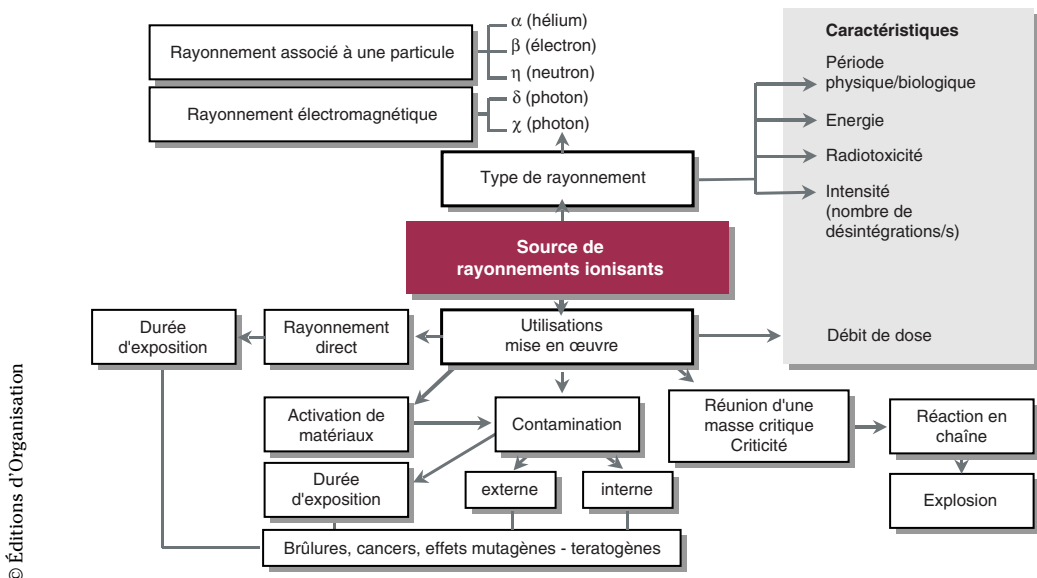 Rayonnement associé à une particule
α (hélium)
β (électron)
η (neutron)
Rayonnement électromagnétique
δ (photon)
χ (photon)
Type de rayonnement
Caractéristiques
Période
physique/biologique
Energie
Radiotoxicité
Intensité
(nombre de
désintégrations/s)
Débit de dose
Source de
rayonnements ionisants
Durée
d'exposition
Rayonnement
direct
Utilisations
mise en œuvre
Activation de
matériaux
Contamination
Réunion d'une
masse critique
Criticité
Réaction en
chaîne
Durée
d'exposition
externe
interne
Explosion
Brûlures, cancers, effets mutagènes - teratogènes
© Éditions d'Organisation